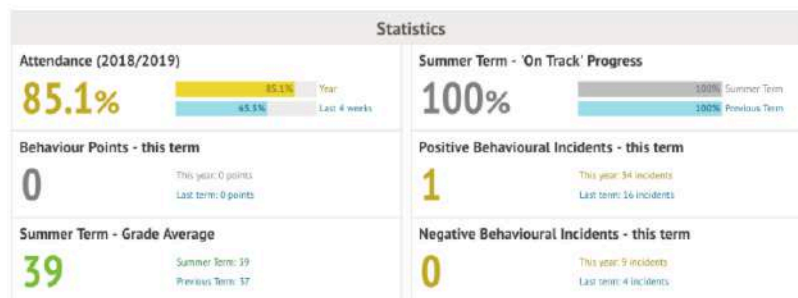 Statistics
Attendance (2018/2019)
85.1%
85.1% Year
Last 4 weeks
Summer Term - 'On Track' Progress
100%
100% Summer Term
100% Previous Term
Behaviour Points - this term
0
This year: 0 points
Last term: 0 points
Positive Behavioural Incidents - this term
1
This year: 34 incidents
Last term: 16 incidents
Summer Term - Grade Average
39
Summer Term: 39
Previous Term: 37
Negative Behavioural Incidents - this term
0
This year: 9 incidents
Last term: 4 incidents